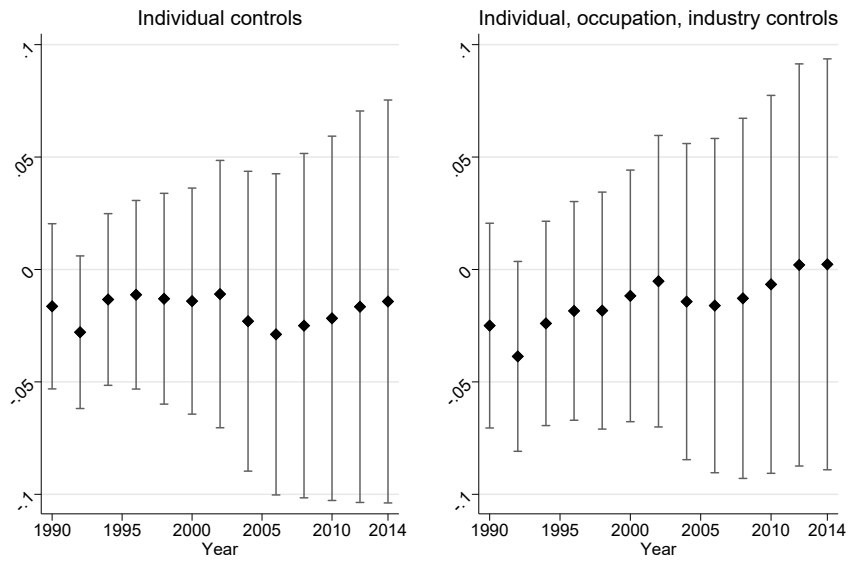 Individual controls
.1
.05
0
-.05
-.1
1990 1995 2000 2005 2010 2014
Year
Individual, occupation, industry controls
.1
.05
0
-.05
-.1
1990 1995 2000 2005 2010 2014
Year